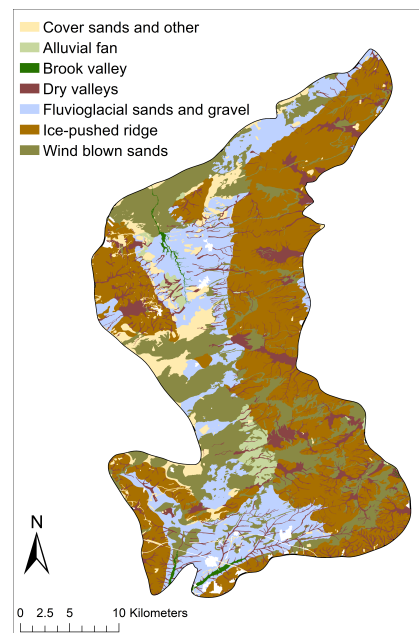 Cover sands and other
Alluvial fan
Brook valley
Dry valleys
Fluvioglacial sands and gravel
Ice-pushed ridge
Wind blown sands
N
0 2.5 5 10 Kilometers